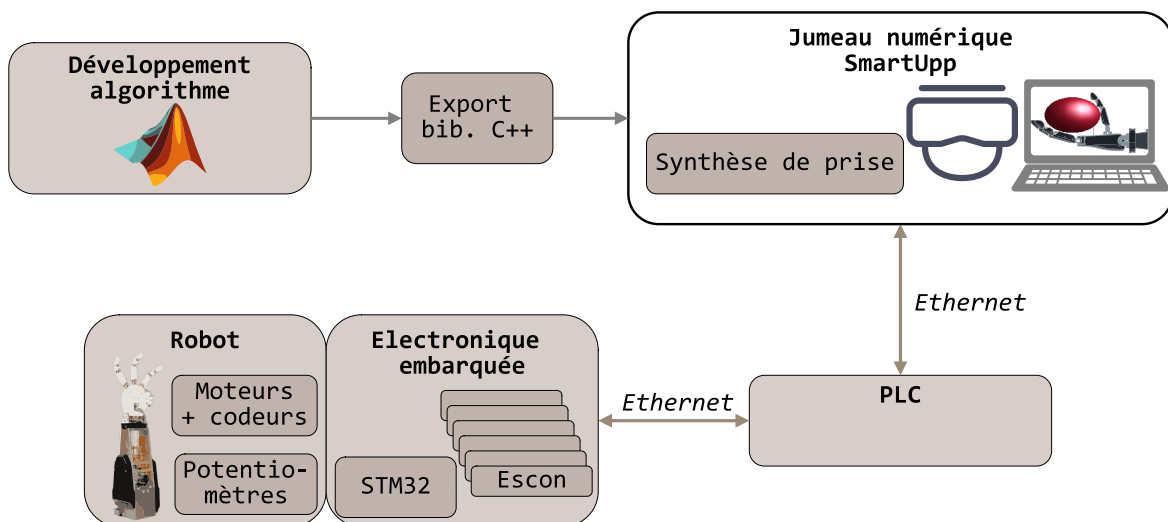 Développement
algorithme
Export
bib. C++
Jumeau numérique
SmartUpp
Synthèse de prise
Ethernet
Robot
Moteurs
+ codeurs
Potentio-
mètres
Electronique
embarquée
STM32
Escon
Ethernet
PLC